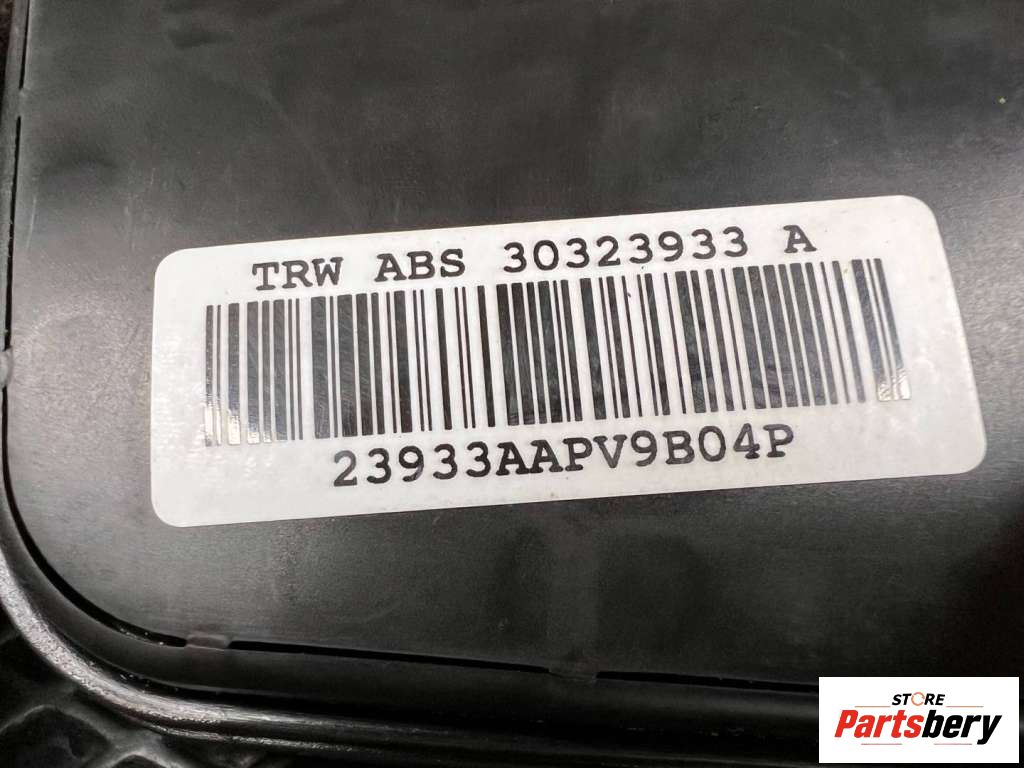 TRW ABS 30323933 A
23933AAPV9B04P
STORE
Partsbery